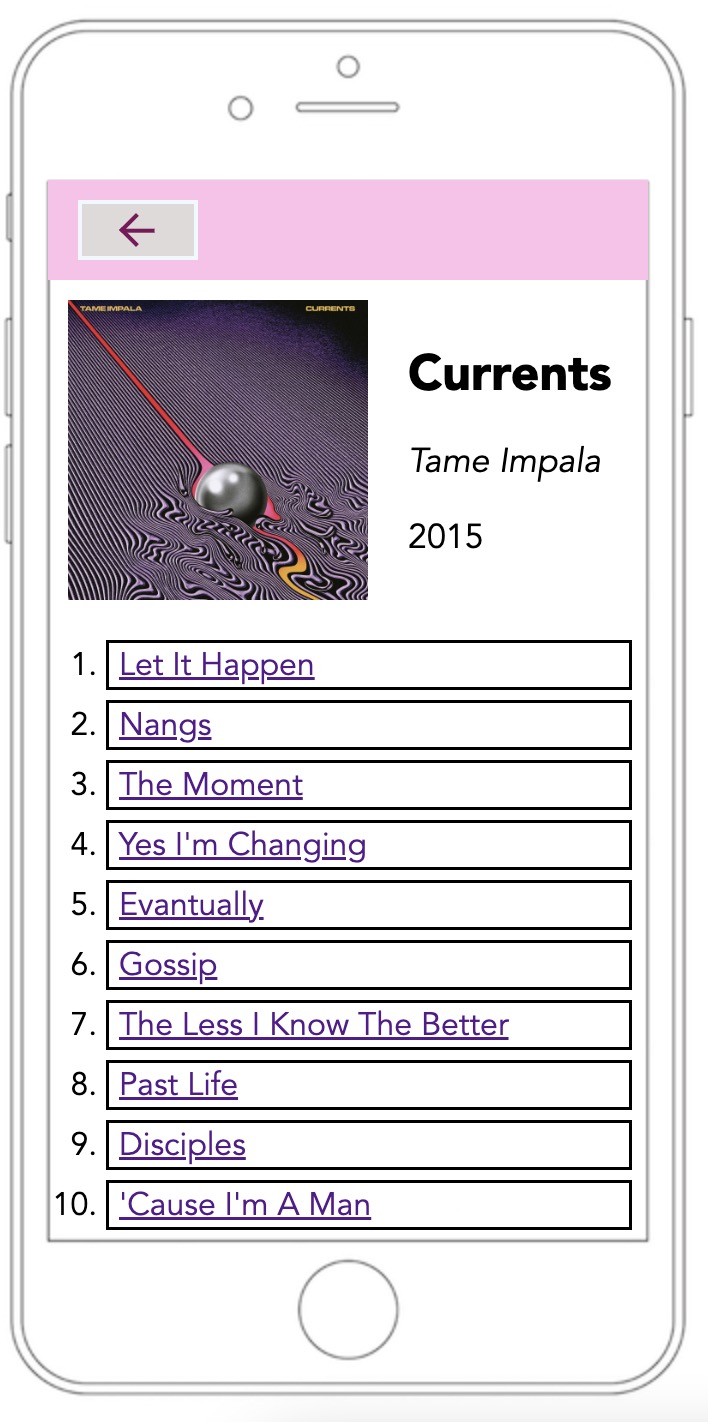 TAME IMPALA CURRENTS
Currents
Tame Impala
2015
1. Let It Happen
2. Nangs
3. The Moment
4. Yes I'm Changing
5. Evantually
6. Gossip
7. The Less I Know The Better
8. Past Life
9. Disciples
10. 'Cause I'm A Man